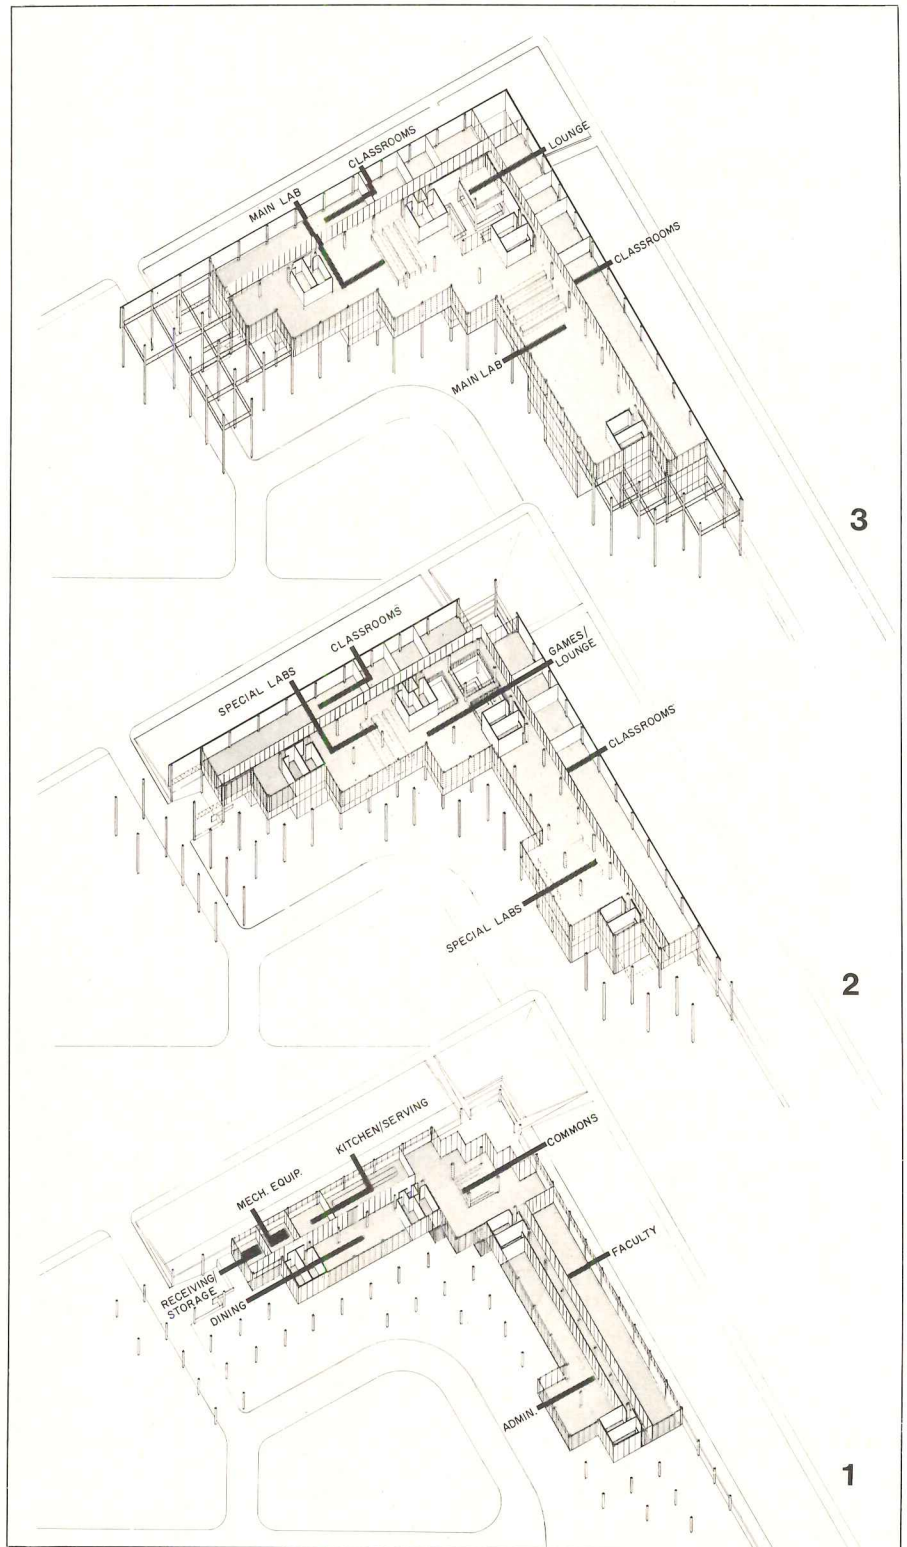 CLASSROOMS
LOUNGE
MAIN LAB
CLASSROOMS
MAIN LAB
3
CLASSROOMS
GAMES/
LOUNGE
SPECIAL LABS
CLASSROOMS
SPECIAL LABS
2
KITCHEN/SERVING
COMMONS
MECH. EQUIP.
FACULTY
RECEIVING/
STORAGE
DINING
ADMIN.
1